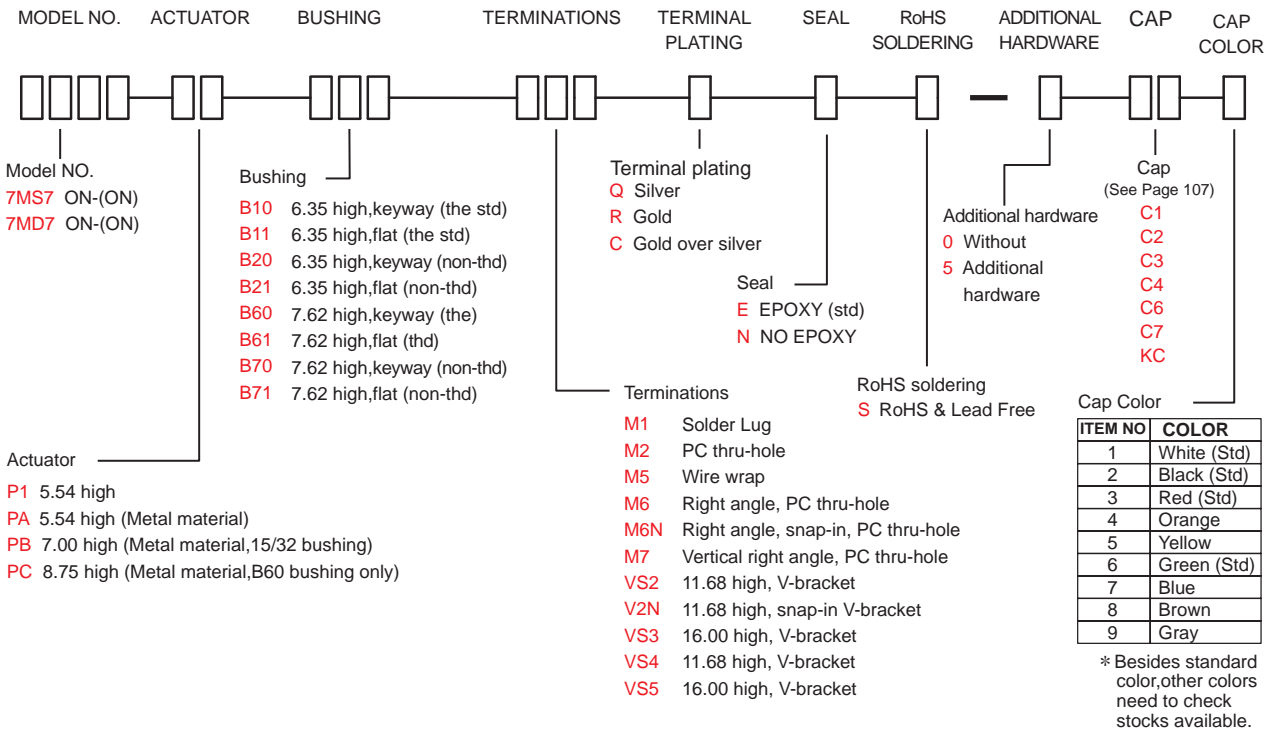 MODEL NO. ACTUATOR BUSHING TERMINATIONS TERMINAL PLATING SEAL RoHS SOLDERING ADDITIONAL HARDWARE CAP CAP COLOR
Model NO.
7MS7 ON-(ON)
7MD7 ON-(ON)
Actuator
P1 5.54 high
PA 5.54 high (Metal material)
PB 7.00 high (Metal material,15/32 bushing)
PC 8.75 high (Metal material,B60 bushing only)
Bushing
B10 6.35 high,keyway (the std)
B11 6.35 high,flat (the std)
B20 6.35 high,keyway (non-thd)
B21 6.35 high,flat (non-thd)
B60 7.62 high,keyway (the)
B61 7.62 high,flat (thd)
B70 7.62 high,keyway (non-thd)
B71 7.62 high,flat (non-thd)
Terminations
M1 Solder Lug
M2 PC thru-hole
M5 Wire wrap
M6 Right angle, PC thru-hole
M6N Right angle, snap-in, PC thru-hole
M7 Vertical right angle, PC thru-hole
VS2 11.68 high, V-bracket
V2N 11.68 high, snap-in V-bracket
VS3 16.00 high, V-bracket
VS4 11.68 high, V-bracket
VS5 16.00 high, V-bracket
Terminal plating
Q Silver
R Gold
C Gold over silver
Seal
E EPOXY (std)
N NO EPOXY
RoHS soldering
S RoHS & Lead Free
Additional hardware
0 Without
5 Additional
hardware
Cap
(See Page 107)
C1
C2
C3
C4
C6
C7
KC
Cap Color
ITEM NO COLOR
1 White (Std)
2 Black (Std)
3 Red (Std)
4 Orange
5 Yellow
6 Green (Std)
7 Blue
8 Brown
9 Gray
* Besides standard
color,other colors
need to check
stocks available.